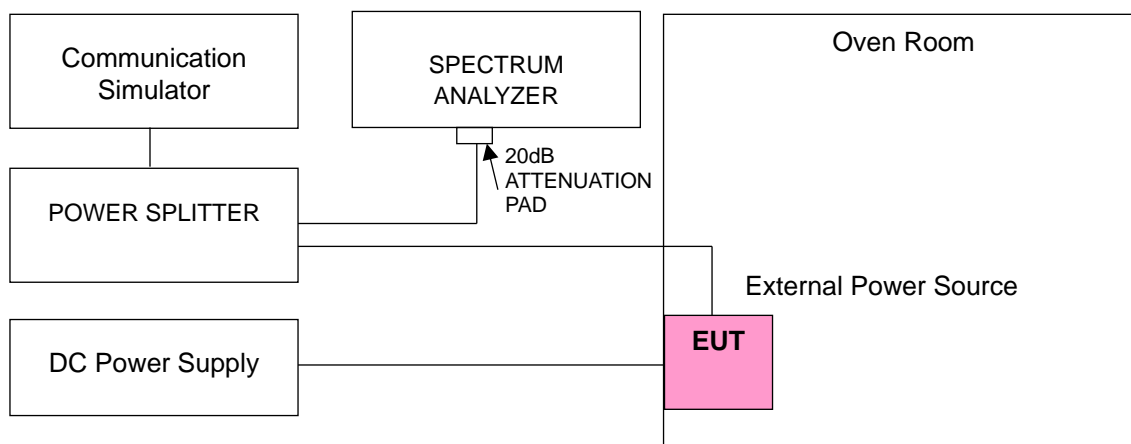 Communication
Simulator
SPECTRUM
ANALYZER
Oven Room
20dB
ATTENUATION
PAD
POWER SPLITTER
External Power Source
EUT
DC Power Supply